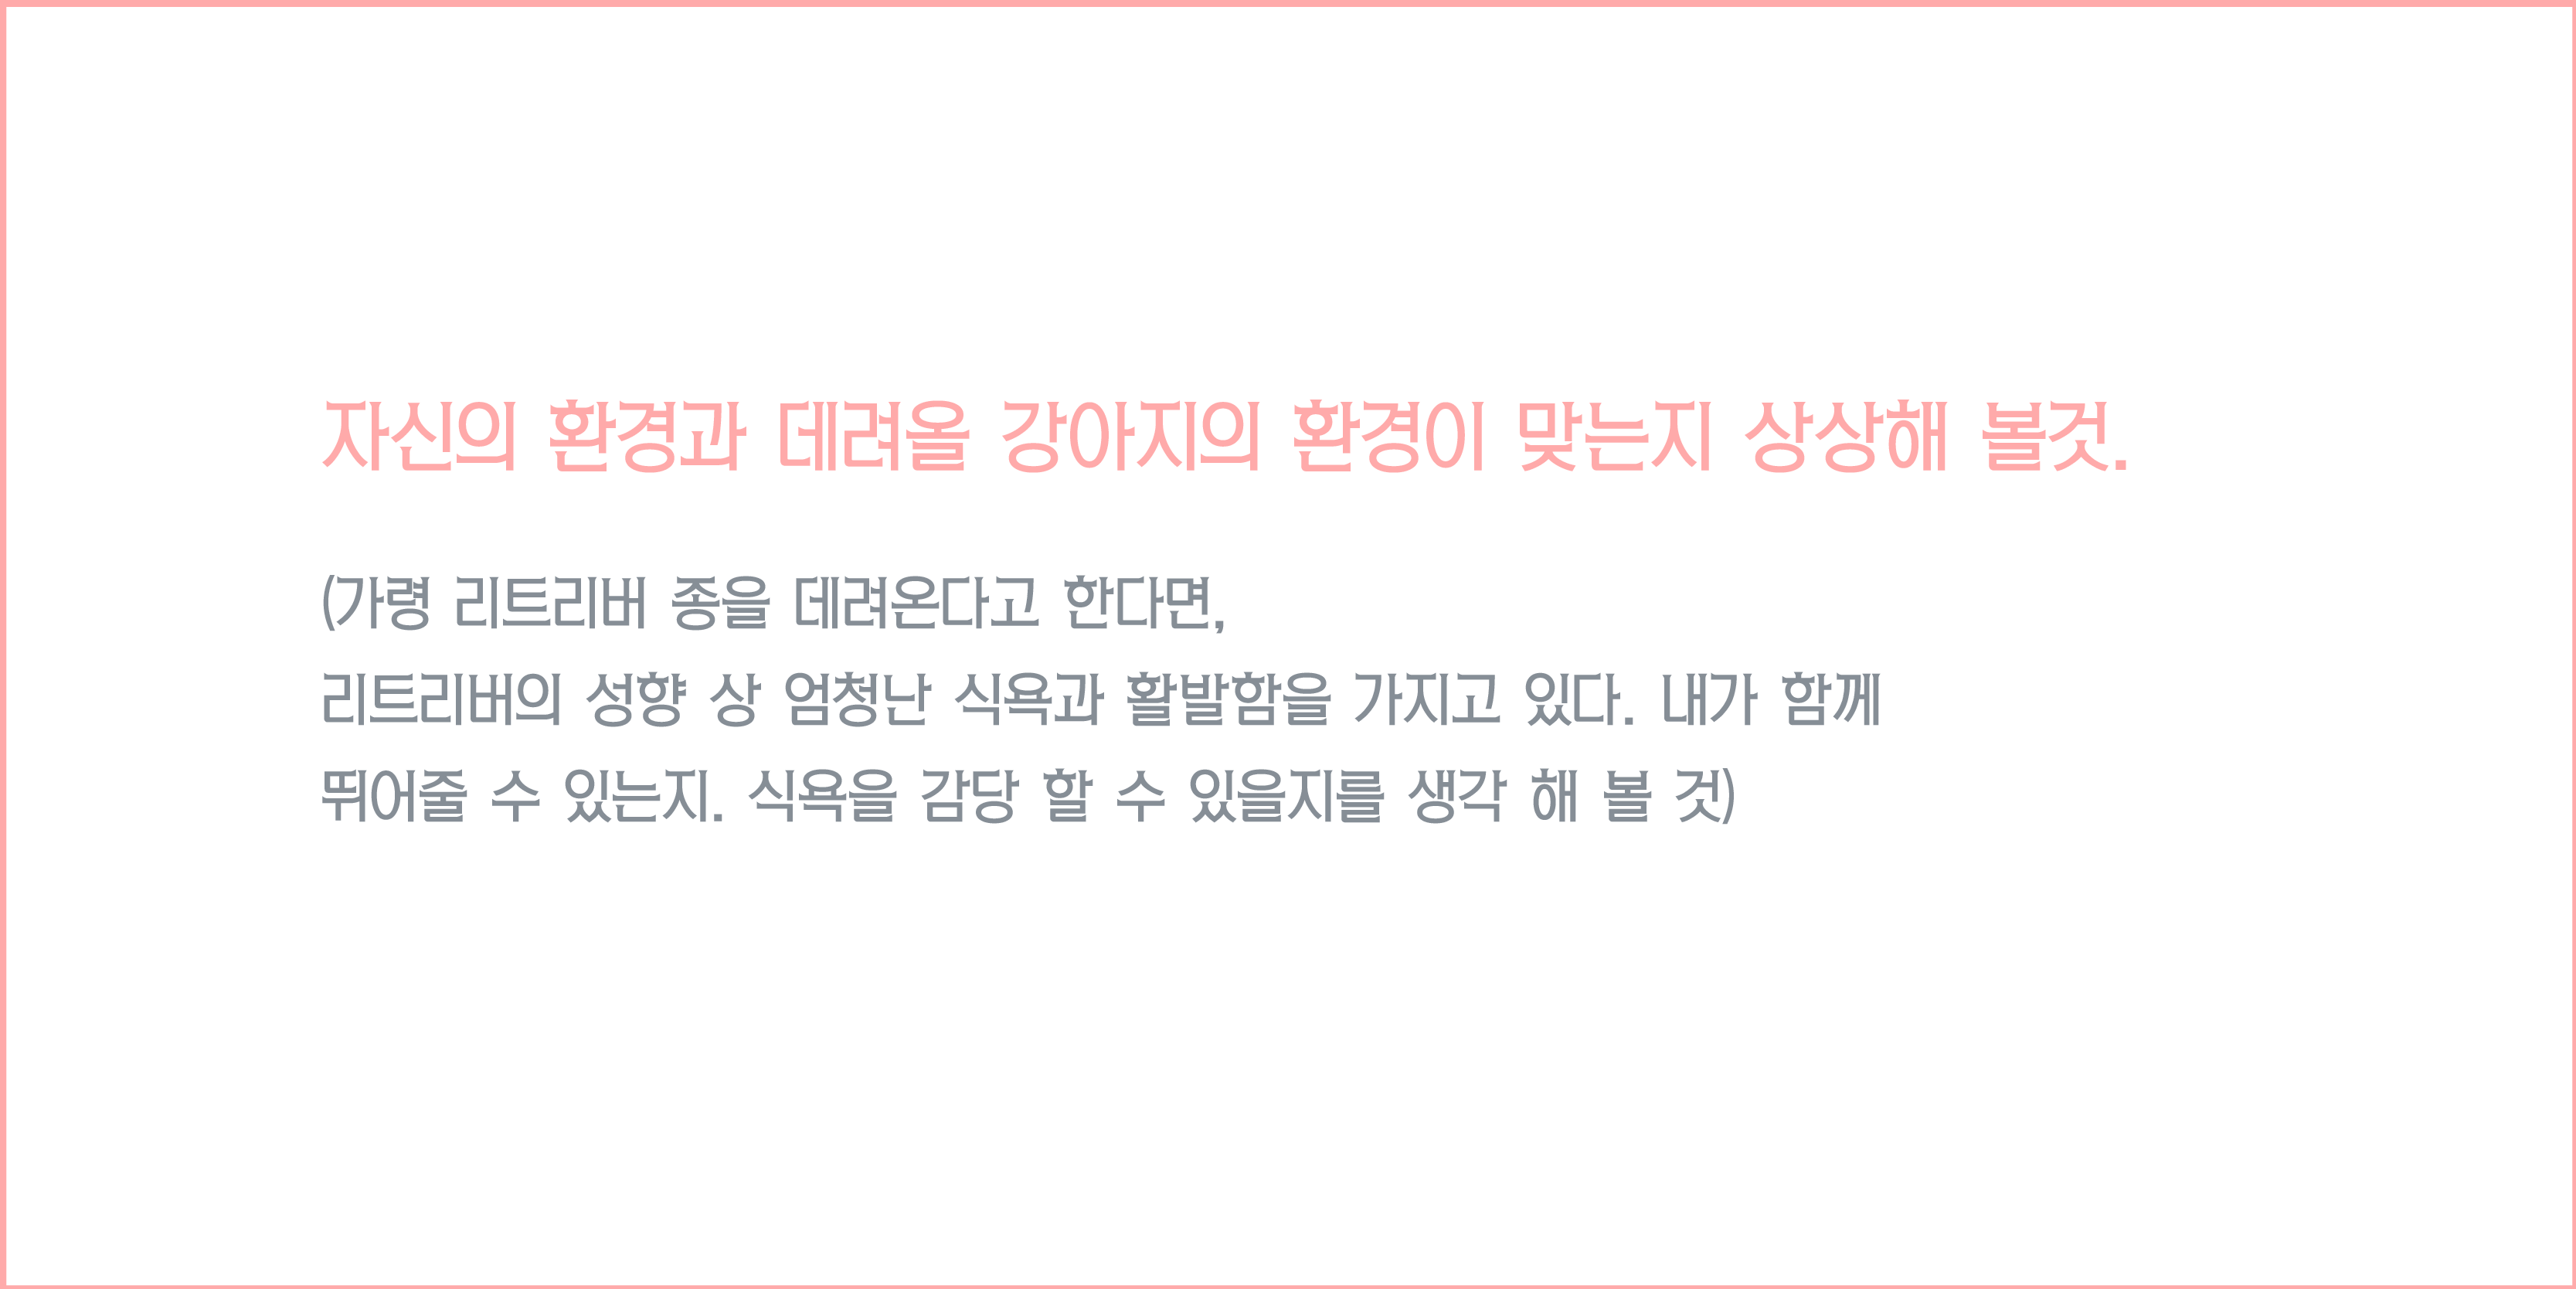 자신의 환경과 데려올 강아지의 환경이 맞는지 상상해 볼것.
(가령 리트리버 종을 데려온다고 한다면,
리트리버의 성향 상 엄청난 식욕과 활발함을 가지고 있다. 내가 함께
뛰어줄 수 있는지. 식욕을 감당 할 수 있을지를 생각 해 볼 것)